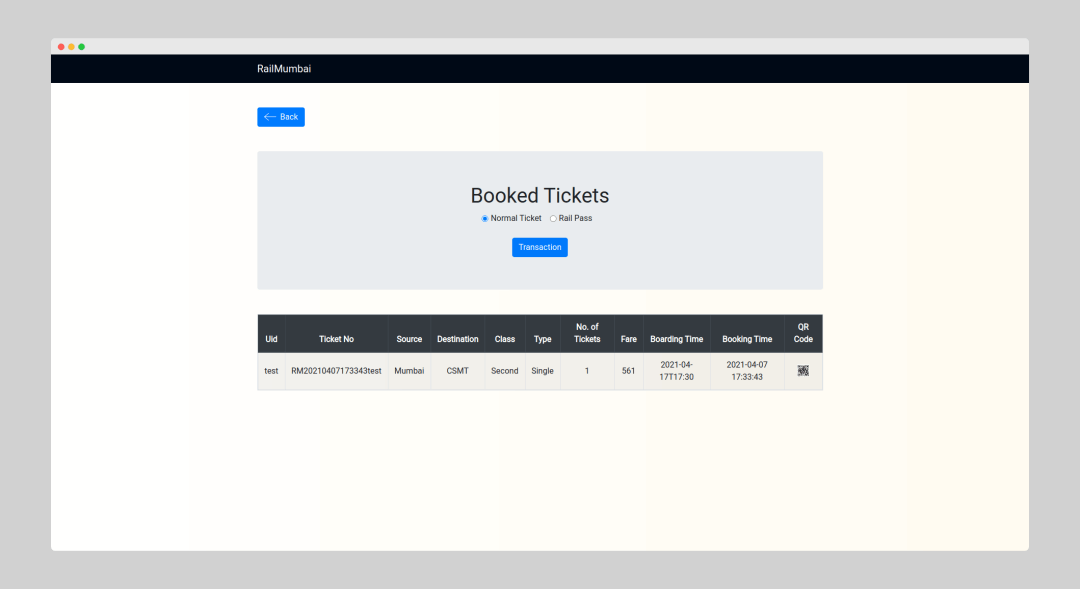 RailMumbai
Back
Booked Tickets
Normal Ticket Rail Pass
Transaction
Uid Ticket No Source Destination Class Type No. of Tickets Fare Boarding Time Booking Time QR Code
test RM20210407173343test Mumbai CSMT Second Single 1 561 2021-04-17T17:30 2021-04-07 17:33:43